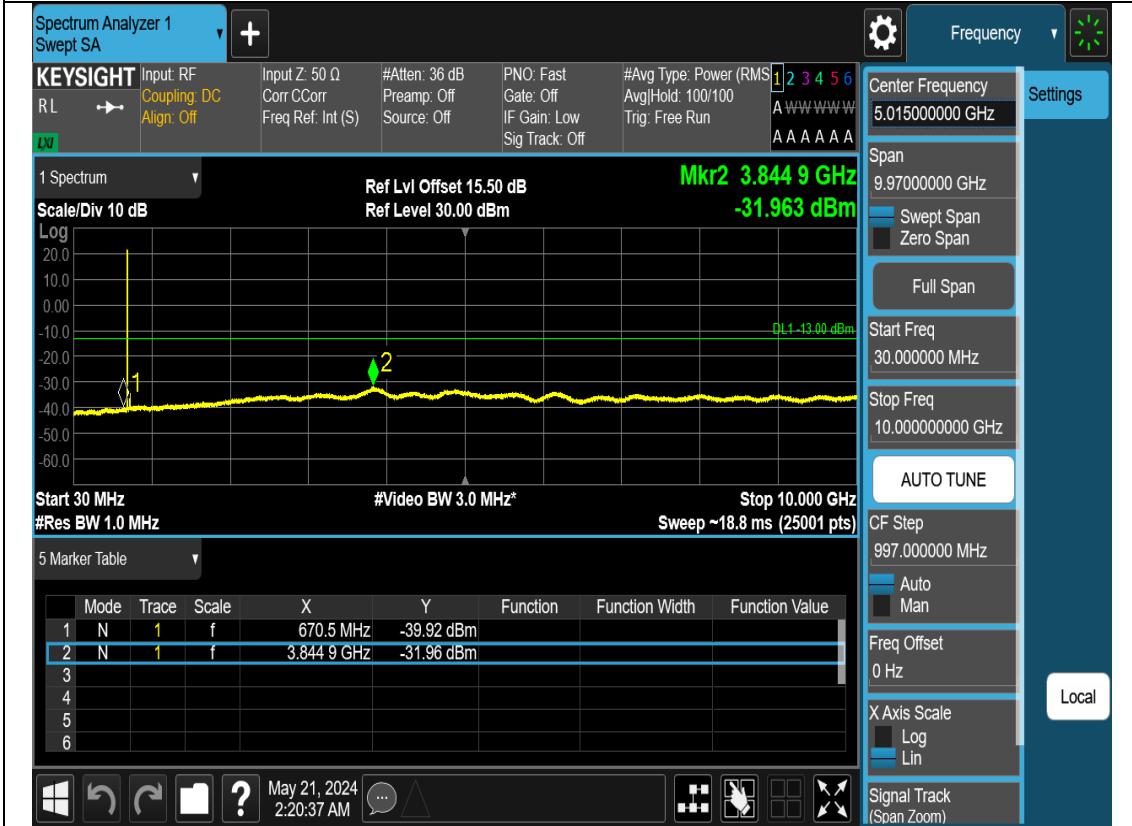 Spectrum Analyzer 1
Swept SA
Frequency
KEYSIGHT
RL
LXI
Input: RF
Coupling: DC
Align: Off
Input Z: 50 Ω
Corr CCorr
Freq Ref: Int (S)
#Atten: 36 dB
Preamp: Off
Source: Off
PNO: Fast
Gate: Off
IF Gain: Low
Sig Track: Off
#Avg Type: Power (RMS
Avg|Hold: 100/100
Trig: Free Run
1 2 3 4 5 6
A W W W W W
A A A A A A
1 Spectrum
Scale/Div 10 dB
Ref Lvl Offset 15.50 dB
Ref Level 30.00 dBm
Mkr2 3.844 9 GHz
-31.963 dBm
Log
20.0
10.0
0.00
-10.0
-20.0
-30.0
-40.0
-50.0
-60.0
DL1 -13.00 dBm
1
2
Start 30 MHz
#Video BW 3.0 MHz*
Stop 10.000 GHz
#Res BW 1.0 MHz
Sweep ~18.8 ms (25001 pts)
5 Marker Table
Mode Trace Scale X Y Function Function Width Function Value
1 N 1 f 670.5 MHz -39.92 dBm
2 N 1 f 3.844 9 GHz -31.96 dBm
3
4
5
6
?
May 21, 2024
2:20:37 AM
Center Frequency
5.015000000 GHz
Settings
Span
9.97000000 GHz
Swept Span
Zero Span
Full Span
Start Freq
30.000000 MHz
Stop Freq
10.000000000 GHz
AUTO TUNE
CF Step
997.000000 MHz
Auto
Man
Freq Offset
0 Hz
Local
X Axis Scale
Log
Lin
Signal Track
(Span Zoom)